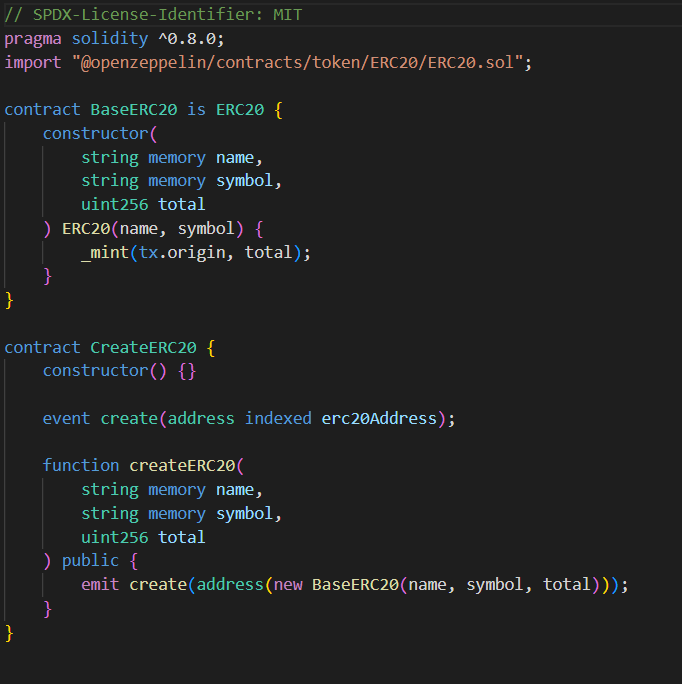 // SPDX-License-Identifier: MIT
pragma solidity ^0.8.0;
import "@openzeppelin/contracts/token/ERC20/ERC20.sol";
contract BaseERC20 is ERC20 {
constructor(
string memory name,
string memory symbol,
uint256 total
) ERC20(name, symbol) {
_mint(tx.origin, total);
}
}
contract CreateERC20 {
constructor() {}
event create(address indexed erc20Address);
function createERC20(
string memory name,
string memory symbol,
uint256 total
) public {
emit create(address(new BaseERC20(name, symbol, total)));
}
}